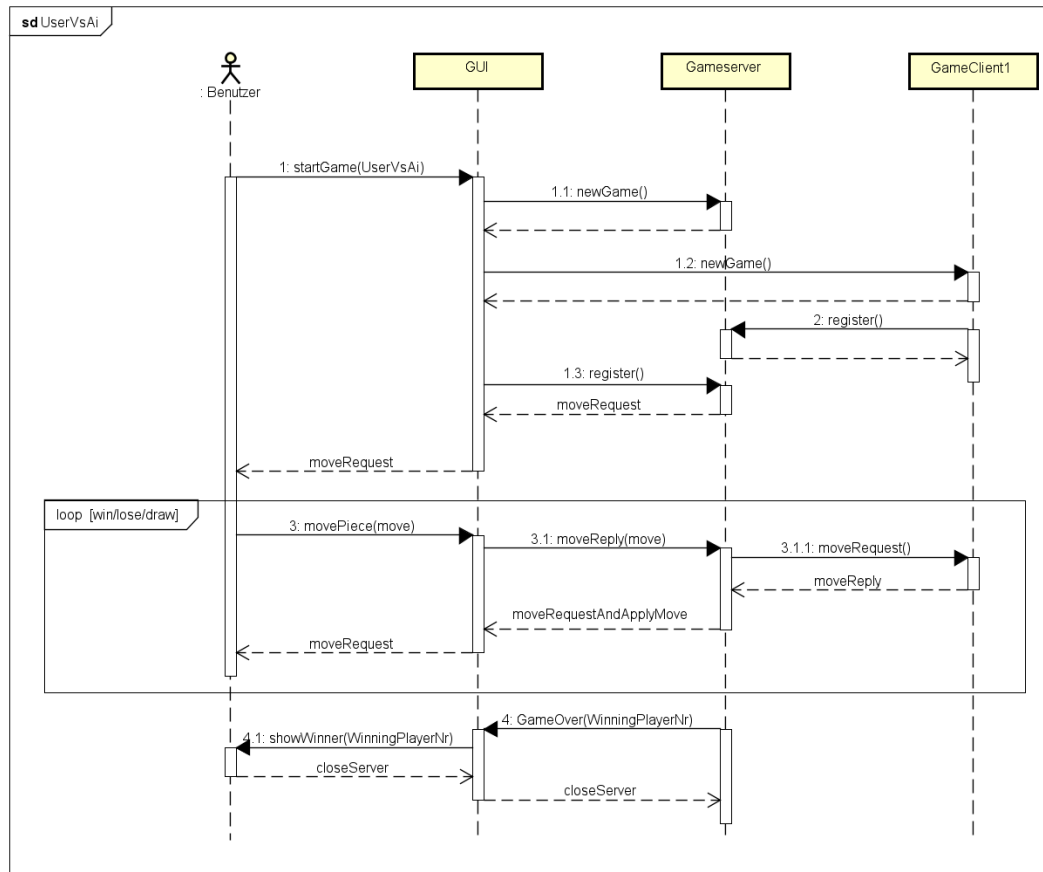 sd UserVsAi
: Benutzer
GUI
Gameserver
GameClient1
1: startGame(UserVsAi)
1.1: newGame()
1.2: newGame()
2: register()
1.3: register()
moveRequest
moveRequest
loop [win/lose/draw]
3: movePiece(move)
3.1: moveReply(move)
3.1.1: moveRequest()
moveReply
moveRequestAndApplyMove
moveRequest
4: GameOver(WinningPlayerNr)
4.1: showWinner(WinningPlayerNr)
closeServer
closeServer